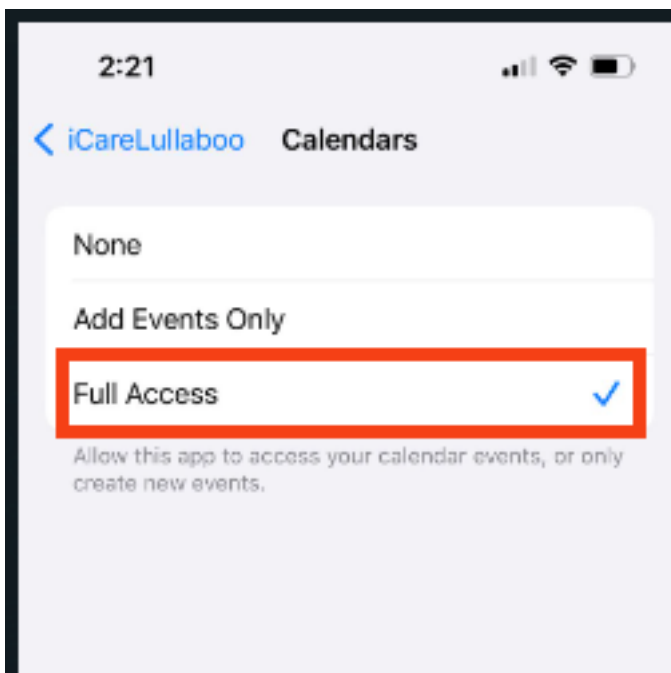 2:21
iCareLullaboo Calendars
None
Add Events Only
Full Access
Allow this app to access your calendar events, or only
create new events.